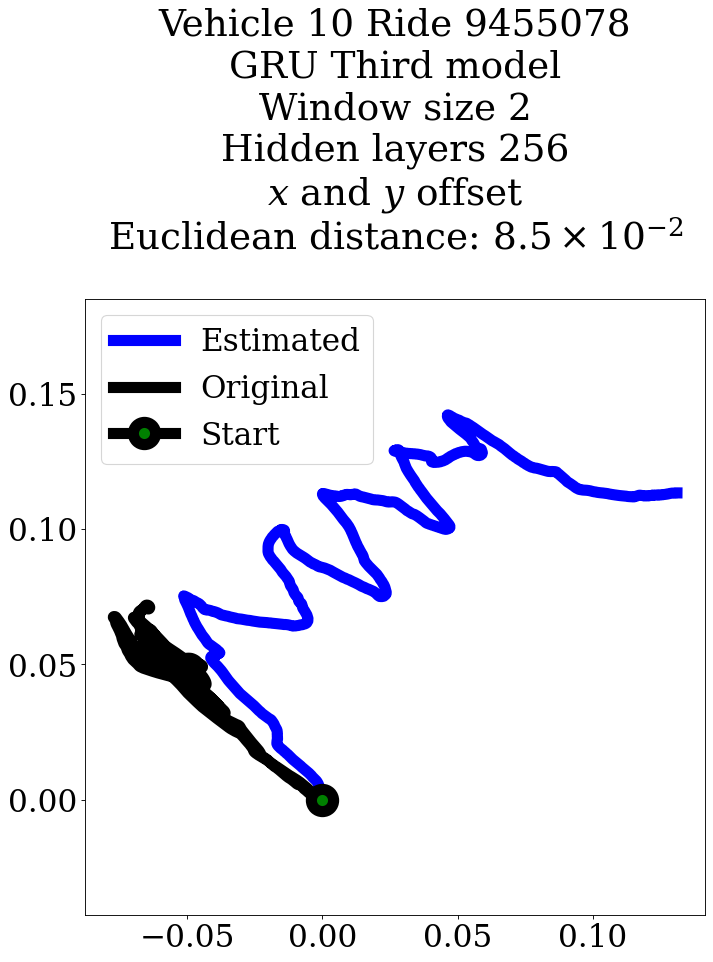 Vehicle 10 Ride 9455078
GRU Third model
Window size 2
Hidden layers 256
x and y offset
Euclidean distance: 8.5 × 10⁻²
Estimated
Original
Start
0.15
0.10
0.05
0.00
−0.05 0.00 0.05 0.10